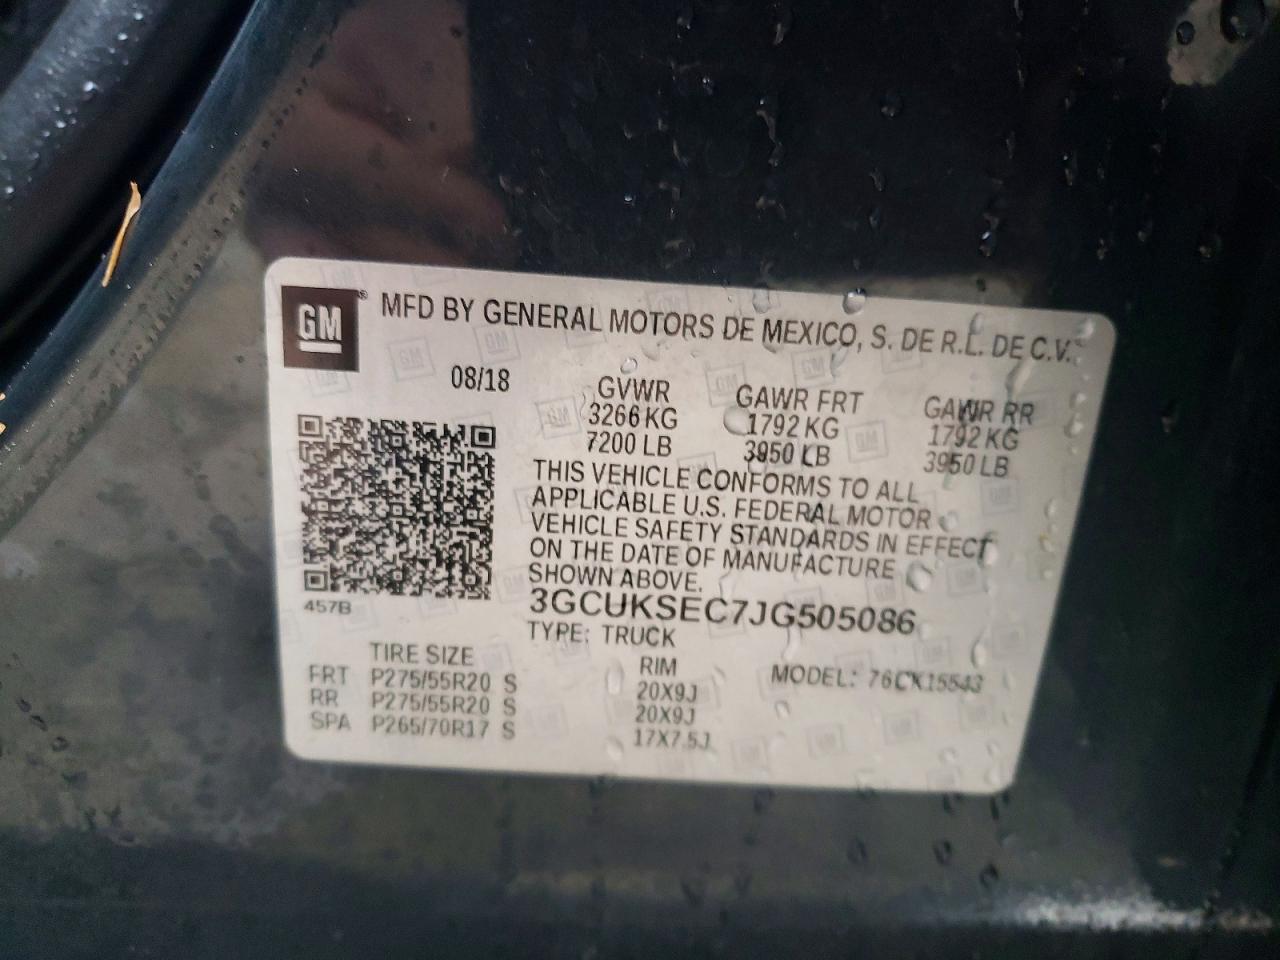 GM
® MFD BY GENERAL MOTORS DE MEXICO, S. DE R.L. DE C.V.
08/18
GVWR GAWR FRT GAWR RR
3266 KG 1792 KG 1792 KG
7200 LB 3950 LB 3950 LB
THIS VEHICLE CONFORMS TO ALL
APPLICABLE U.S. FEDERAL MOTOR
VEHICLE SAFETY STANDARDS IN EFFECT
ON THE DATE OF MANUFACTURE
SHOWN ABOVE.
457B
3GCUKSEC7JG505086
TYPE: TRUCK
TIRE SIZE RIM MODEL: 76CK15543
FRT P275/55R20 S 20X9J
RR P275/55R20 S 20X9J
SPA P265/70R17 S 17X7.5J